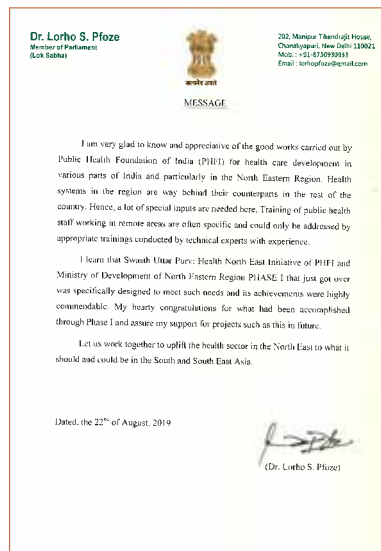 Dr. Lorho S. Pfoze
Member of Parliament
(Lok Sabha)
सत्यमेव जयते
202, Manipur Tikendrajit House,
Chanakyapuri, New Delhi 110021
Mob. : +91-8730930933
Email : lorhopfoze@gmail.com
MESSAGE
I am very glad to know and appreciative of the good works carried out by
Public Health Foundation of India (PHFI) for health care development in
various parts of India and particularly in the North Eastern Region. Health
systems in the region are way behind their counterparts in the rest of the
country. Hence, a lot of special inputs are needed here. Training of public health
staff working in remote areas are often specific and could only be addressed by
appropriate trainings conducted by technical experts with experience.
I learn that Swasth Uttar Purv: Health North East Initiative of PHFI and
Ministry of Development of North Eastern Region PHASE I that just got over
was specifically designed to meet such needs and its achievements were highly
commendable. My hearty congratulations for what had been accomplished
through Phase I and assure my support for projects such as this in future.
Let us work together to uplift the health sector in the North East to what it
should and could be in the South and South East Asia.
Dated, the 22nd of August, 2019
(Dr. Lorho S. Pfoze)